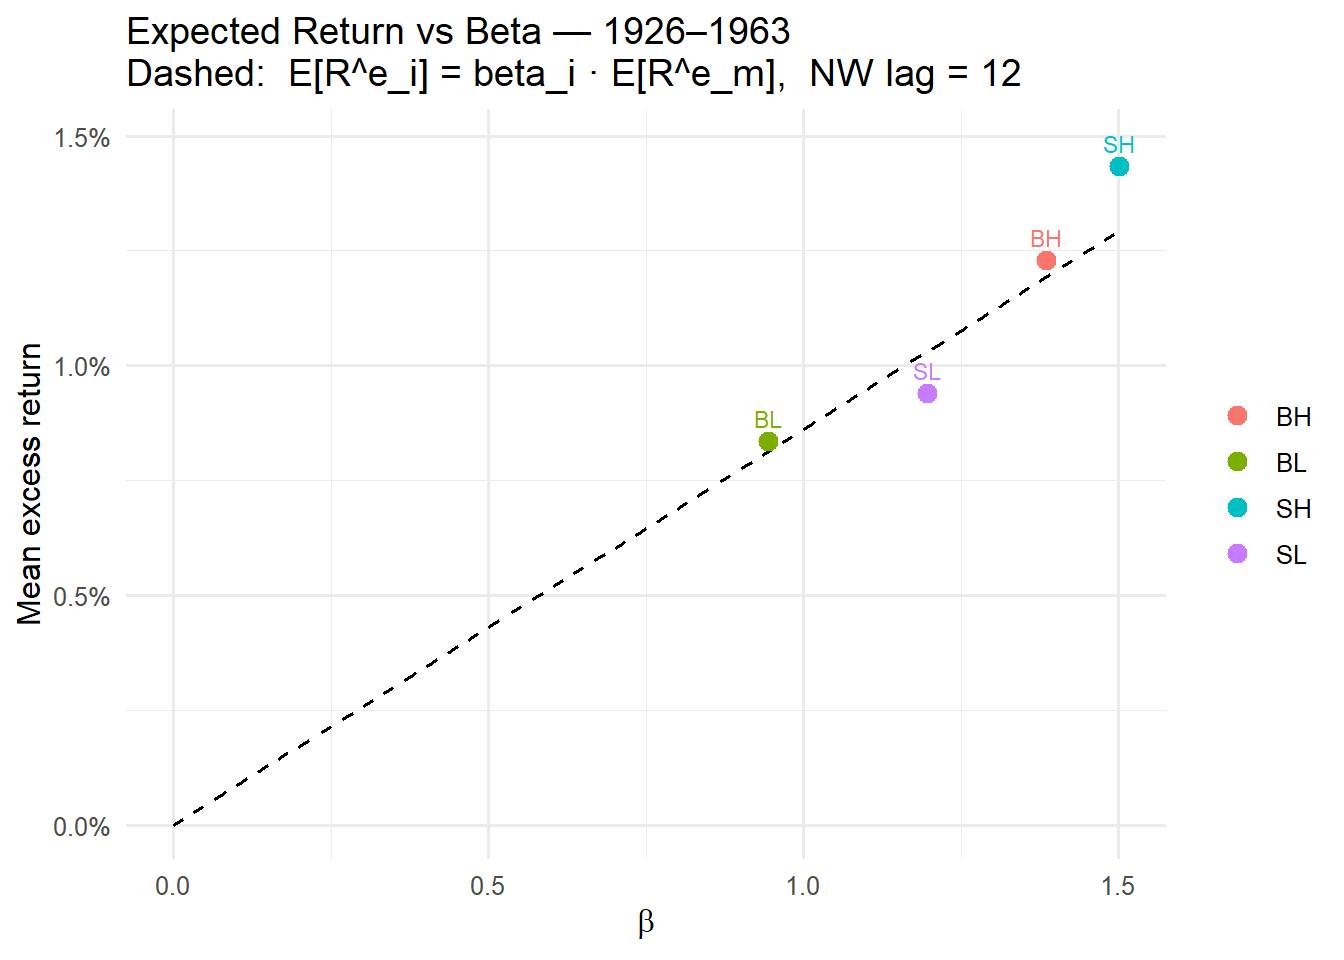 Expected Return vs Beta — 1926–1963
Dashed:  E[R^e_i] = beta_i · E[R^e_m],  NW lag = 12
1.5%
1.0%
0.5%
0.0%
Mean excess return
SH
BH
SL
BL
BH
BL
SH
SL
0.0
0.5
1.0
1.5
β